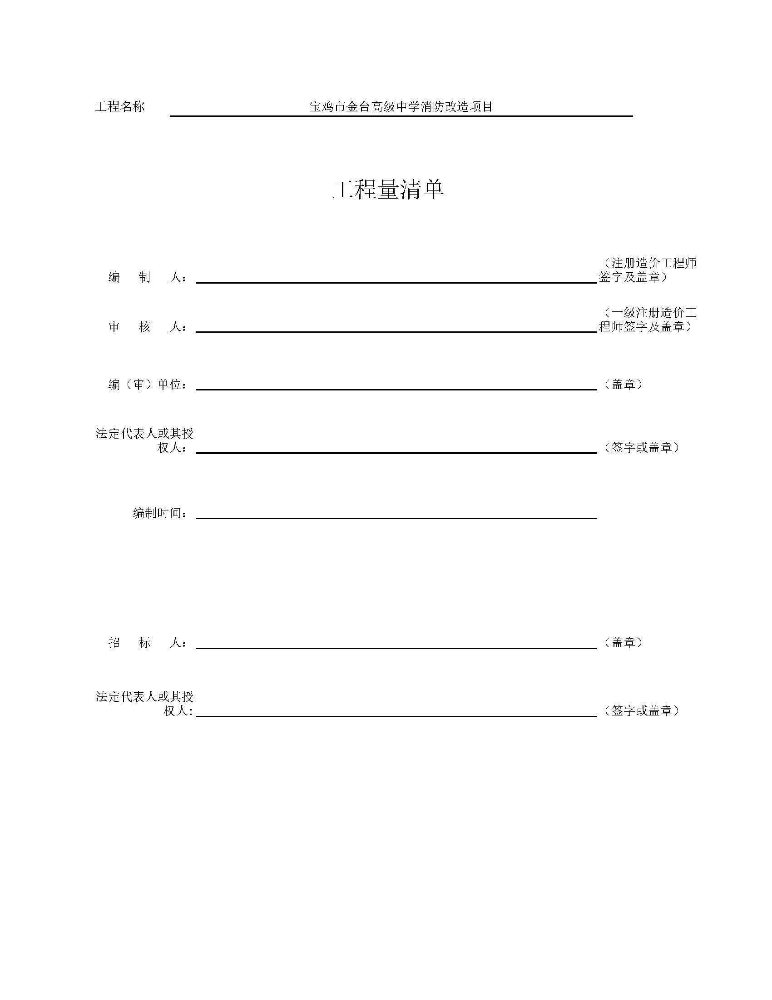 工程名称 宝鸡市金台高级中学消防改造项目
工程量清单
（注册造价工程师
编 制 人： 签字及盖章）
（一级注册造价工
审 核 人： 程师签字及盖章）
编（审）单位： （盖章）
法定代表人或其授
权人： （签字或盖章）
编制时间：
招 标 人： （盖章）
法定代表人或其授
权人: （签字或盖章）